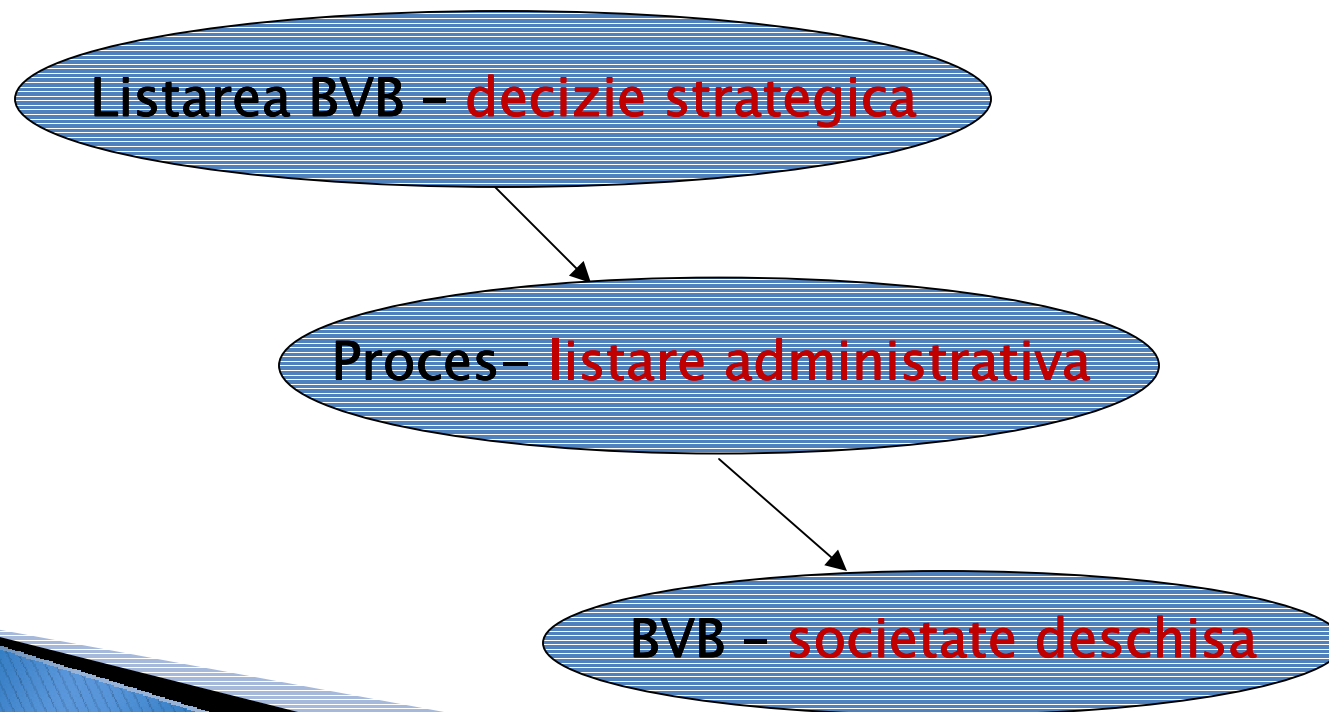 Listarea BVB – decizie strategica
Proces– listare administrativa
BVB – societate deschisa